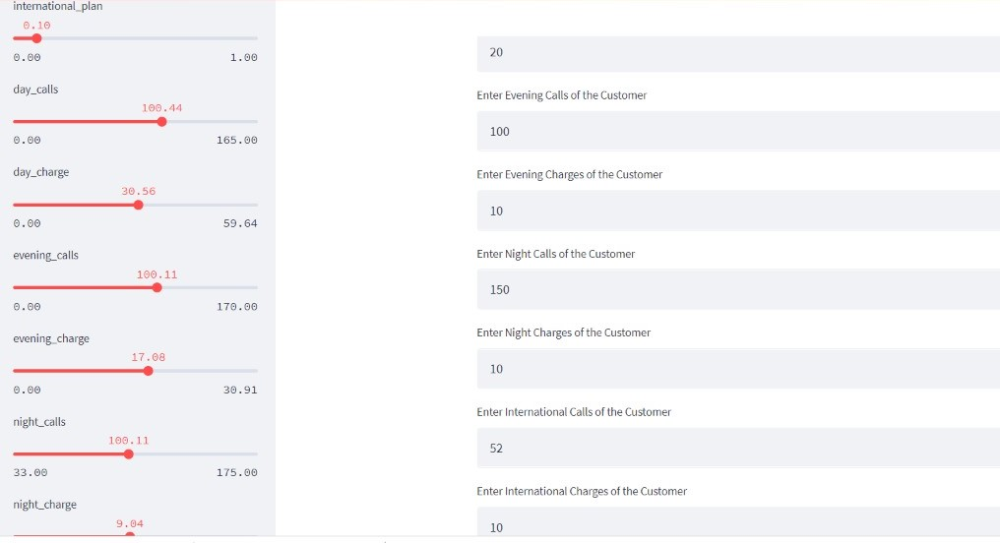 international_plan
0.10
0.00 1.00
day_calls
100.44
0.00 165.00
day_charge
30.56
0.00 59.64
evening_calls
100.11
0.00 170.00
evening_charge
17.08
0.00 30.91
night_calls
100.11
33.00 175.00
night_charge
9.04
20
Enter Evening Calls of the Customer
100
Enter Evening Charges of the Customer
10
Enter Night Calls of the Customer
150
Enter Night Charges of the Customer
10
Enter International Calls of the Customer
52
Enter International Charges of the Customer
10